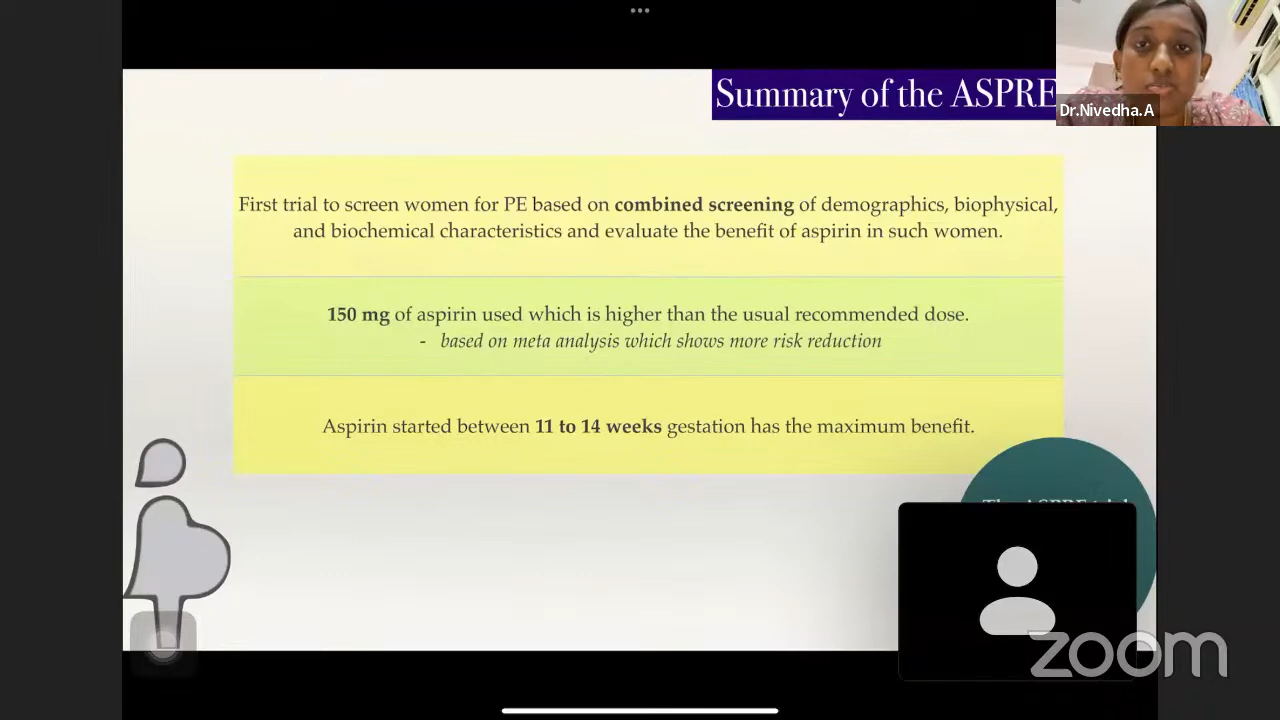 Summary of the ASPRE
Dr.Nivedha.A
First trial to screen women for PE based on combined screening of demographics, biophysical,
and biochemical characteristics and evaluate the benefit of aspirin in such women.
150 mg of aspirin used which is higher than the usual recommended dose.
- based on meta analysis which shows more risk reduction
Aspirin started between 11 to 14 weeks gestation has the maximum benefit.
zoom